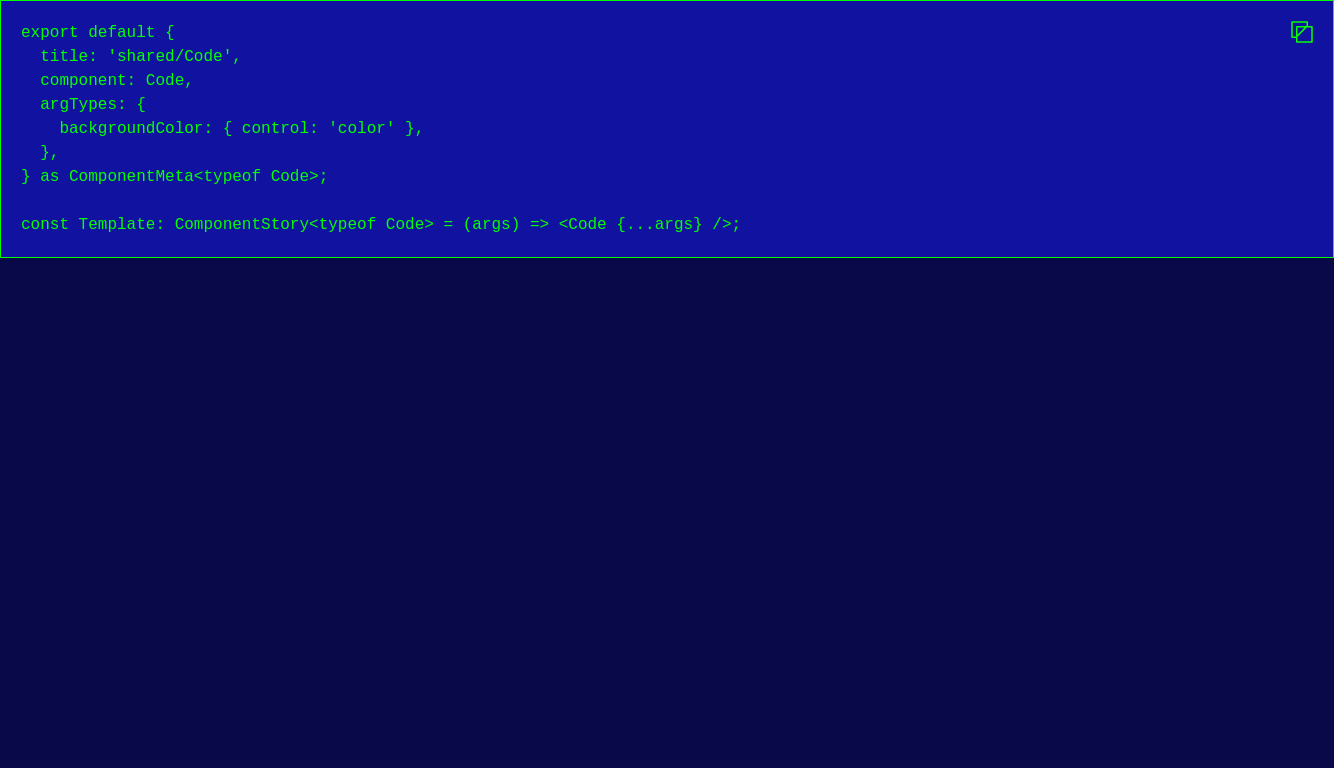 export default {
  title: 'shared/Code',
  component: Code,
  argTypes: {
    backgroundColor: { control: 'color' },
  },
} as ComponentMeta<typeof Code>;

const Template: ComponentStory<typeof Code> = (args) => <Code {...args} />;